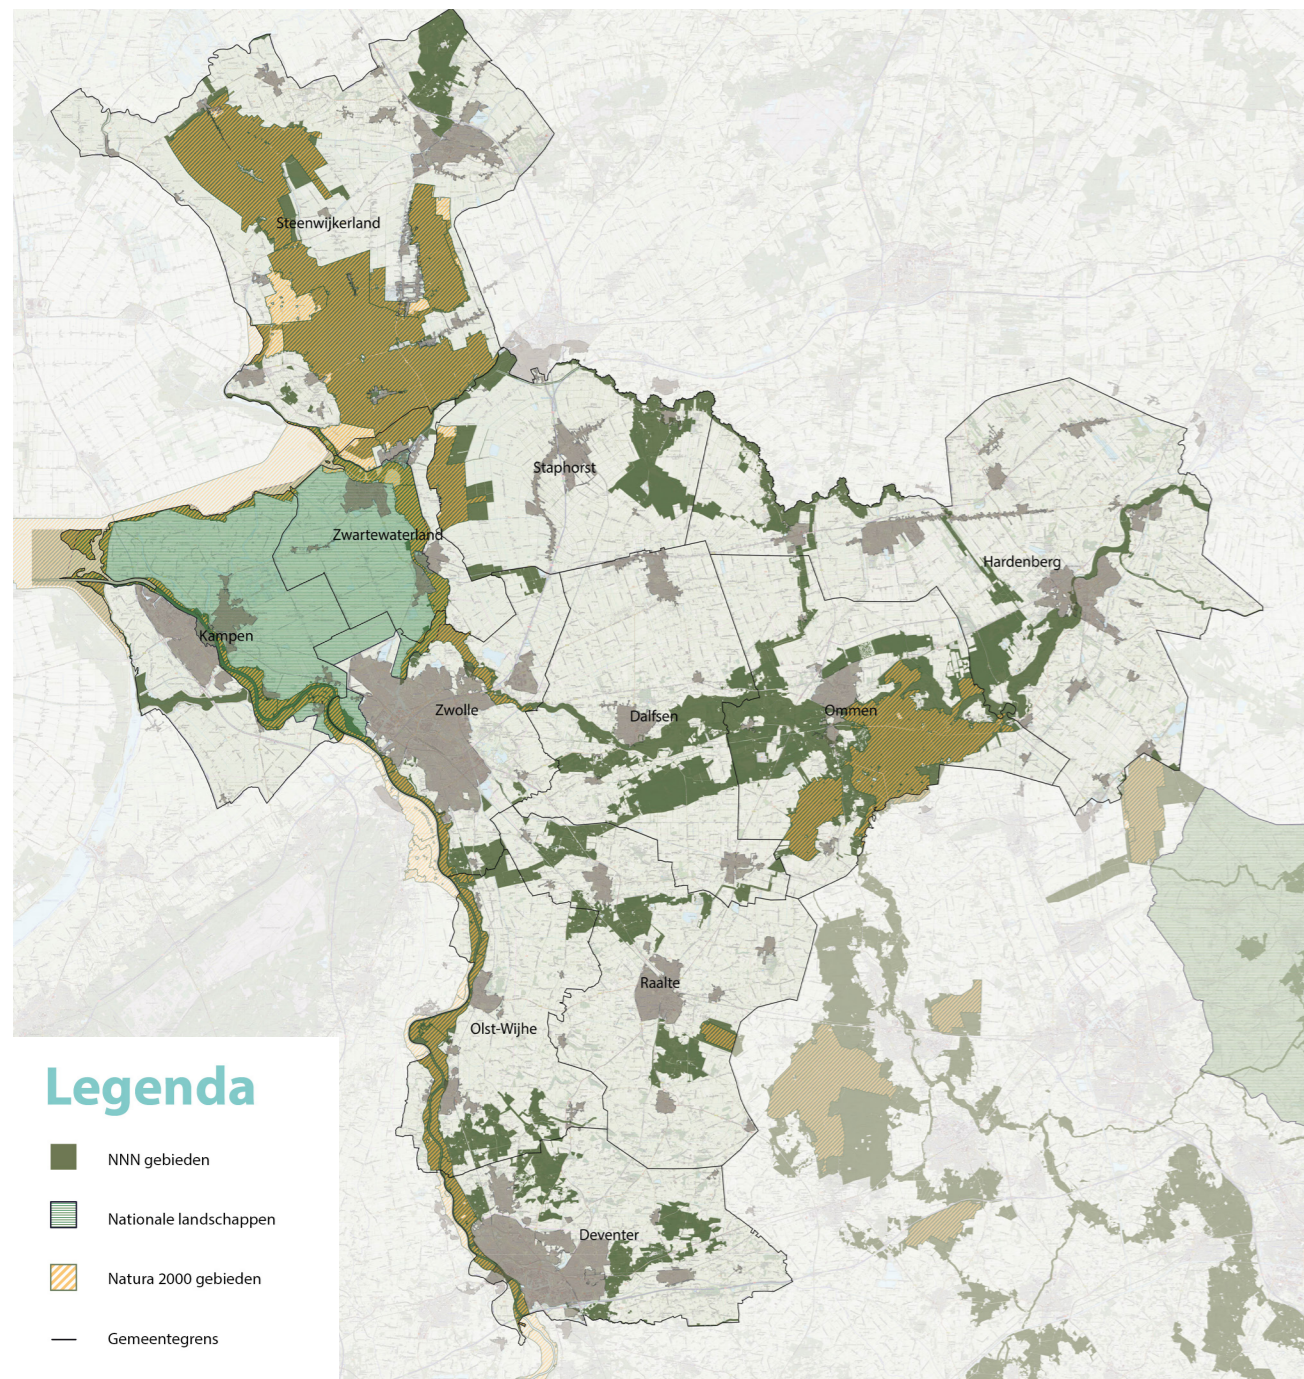 Steenwijkerland
Staphorst
Zwartewaterland
Hardenberg
Kampen
Zwolle
Dalfsen
Ommen
Raalte
Olst-Wijhe
Deventer
Legenda
NNN gebieden
Nationale landschappen
Natura 2000 gebieden
Gemeentegrens